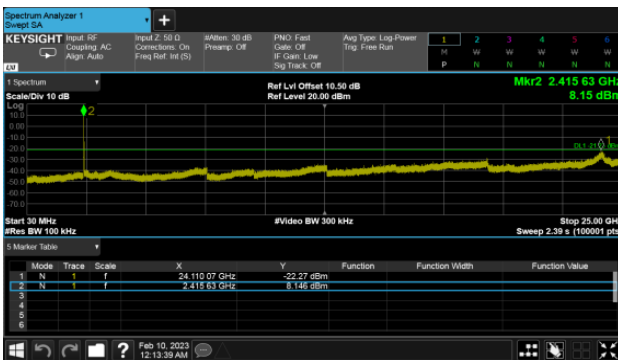 Spectrum Analyzer 1
Swept SA
KEYSIGHT Input: RF Input Z: 50 Ω #Atten: 30 dB PNO: Fast Avg Type: Log-Power 1 2 3 4 5 6
Coupling: AC Corrections: On Preamp: Off Gate: Off Trig: Free Run M W W W W W
Align: Auto Freq Ref: Int (S) IF Gain: Low
Sig Track: Off P N N N N N
1 Spectrum
Ref Lvl Offset 10.50 dB Mkr2 2.415 63 GHz
Scale/Div 10 dB Ref Level 20.00 dBm 8.15 dBm
Log
10.0
0.00
-10.0
-20.0
-30.0
-40.0
-50.0
-60.0
-70.0
2
1
Start 30 MHz #Video BW 300 kHz Stop 25.00 GHz
#Res BW 100 kHz Sweep 2.39 s (100001 pts)
5 Marker Table
Mode Trace Scale X Y Function Function Width Function Value
1 N 1 f 24.110 07 GHz -22.27 dBm
2 N 1 f 2.415 63 GHz 8.146 dBm
3
4
5
6
? Feb 10, 2023
12:13:39 AM